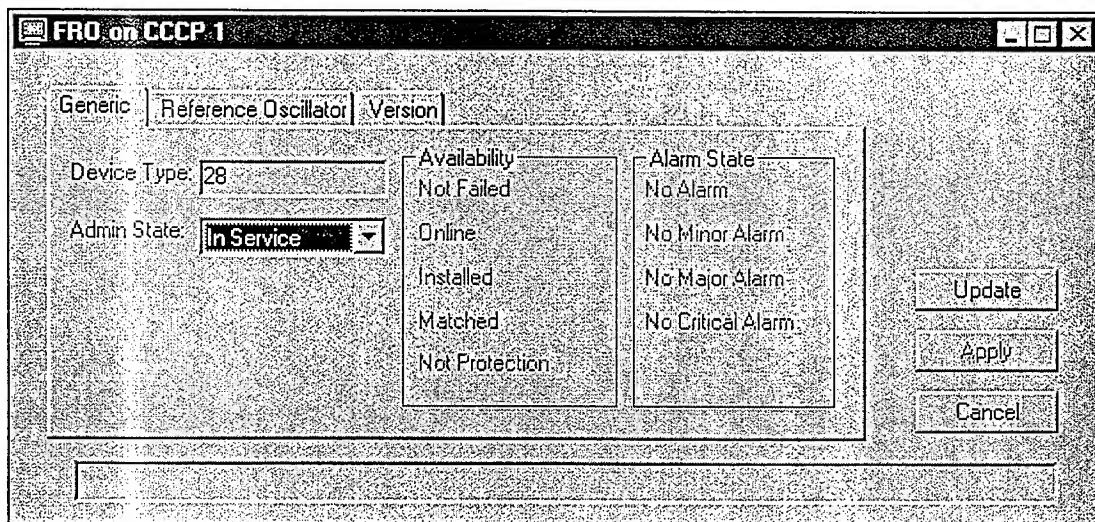 FRO on CCCP 1
Generic Reference Oscillator Version
Device Type: 28
Admin State: In Service
Availability
Not Failed
Online
Installed
Matched
Not Protection
Alarm State
No Alarm
No Minor Alarm
No Major Alarm
No Critical Alarm
Update
Apply
Cancel